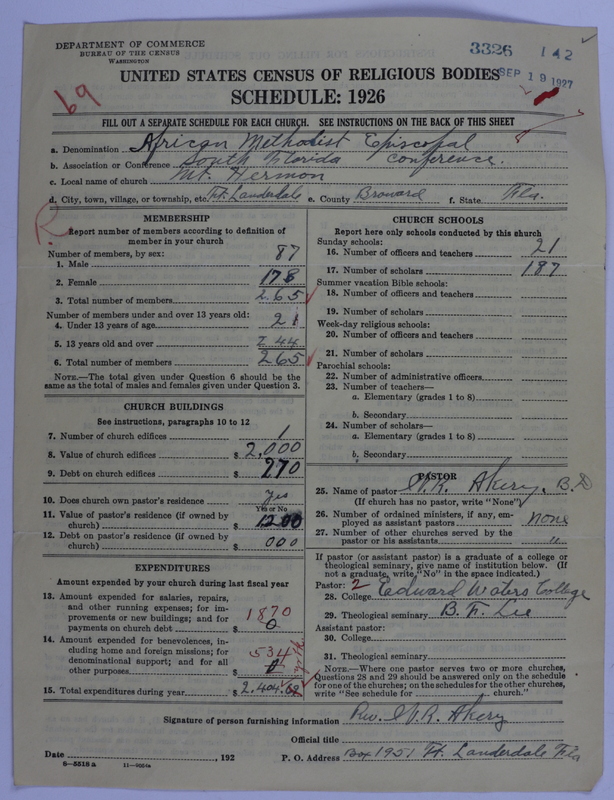 DEPARTMENT OF COMMERCE
BUREAU OF THE CENSUS
WASHINGTON
3326 142
SEP 19 1927
UNITED STATES CENSUS OF RELIGIOUS BODIES
SCHEDULE: 1926
69
FILL OUT A SEPARATE SCHEDULE FOR EACH CHURCH. SEE INSTRUCTIONS ON THE BACK OF THIS SHEET
a. Denomination African Methodist Episcopal
b. Association or Conference South Florida conference.
c. Local name of church Mt. Hermon
d. City, town, village, or township, etc. Ft. Lauderdale e. County Broward f. State Fla.
R
MEMBERSHIP
Report number of members according to definition of member in your church
Number of members, by sex:
1. Male 87
2. Female 178
3. Total number of members 265
Number of members under and over 13 years old:
4. Under 13 years of age 21
5. 13 years old and over 244
6. Total number of members 265
NOTE.—The total given under Question 6 should be
same as the total of males and females given under Question 3.
CHURCH BUILDINGS
See instructions, paragraphs 10 to 12
7. Number of church edifices 1
8. Value of church edifices $ 2,000
9. Debt on church edifices $ 270
10. Does church own pastor's residence Yes
Yes or No
11. Value of pastor's residence (if owned by
church) $ 1200
12. Debt on pastor's residence (if owned by
church) $ 000
EXPENDITURES
Amount expended by your church during last fiscal year
13. Amount expended for salaries, repairs,
and other running expenses; for im-
provements or new buildings; and for
payments on church debt $ 1870
0
14. Amount expended for benevolences, in-
cluding home and foreign missions; for
denominational support; and for all
other purposes $ 534
15. Total expenditures during year $ 2,404.68
CHURCH SCHOOLS
Report here only schools conducted by this church
Sunday schools:
16. Number of officers and teachers 21
17. Number of scholars 187
Summer vacation Bible schools:
18. Number of officers and teachers
19. Number of scholars
Week-day religious schools:
20. Number of officers and teachers
21. Number of scholars
Parochial schools:
22. Number of administrative officers
23. Number of teachers—
a. Elementary (grades 1 to 8)
b. Secondary
24. Number of scholars—
a. Elementary (grades 1 to 8)
b. Secondary
PASTOR
25. Name of pastor W.R. Akery, B.D
(If church has no pastor, write "None")
26. Number of ordained ministers, if any, em-
ployed as assistant pastors none
27. Number of other churches served by the
pastor or his assistants "
If pastor (or assistant pastor) is a graduate of a college or
theological seminary, give name of institution below. (If
not a graduate, write "No" in the space indicated.)
Pastor: 2
28. College Eadward Waters College
29. Theological seminary B. F. Lee
Assistant pastor:
30. College
31. Theological seminary
NOTE.—Where one pastor serves two or more churches,
Questions 28 and 29 should be answered only on the schedule
for one of the churches; on the schedules for the other churches,
write "See schedule for church."
Signature of person furnishing information Rev. W.R. Akery
Official title
Date , 192 P. O. Address Box 1951 Ft. Lauderdale Fla
8—5518 a 11—9054a